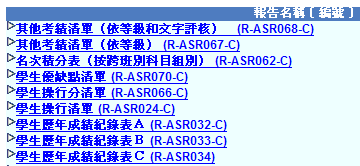 報告名稱〔編號〕
其他考績清單（依等級和文字評核） (R-ASR068-C)
其他考績清單（依等級） (R-ASR067-C)
名次積分表（按跨班別科目組別） (R-ASR062-C)
學生優缺點清單 (R-ASR070-C)
學生操行分清單 (R-ASR066-C)
學生操行清單 (R-ASR024-C)
學生歷年成績紀錄表A (R-ASR032-C)
學生歷年成績紀錄表B (R-ASR033-C)
學生歷年成績紀錄表C (R-ASR034)